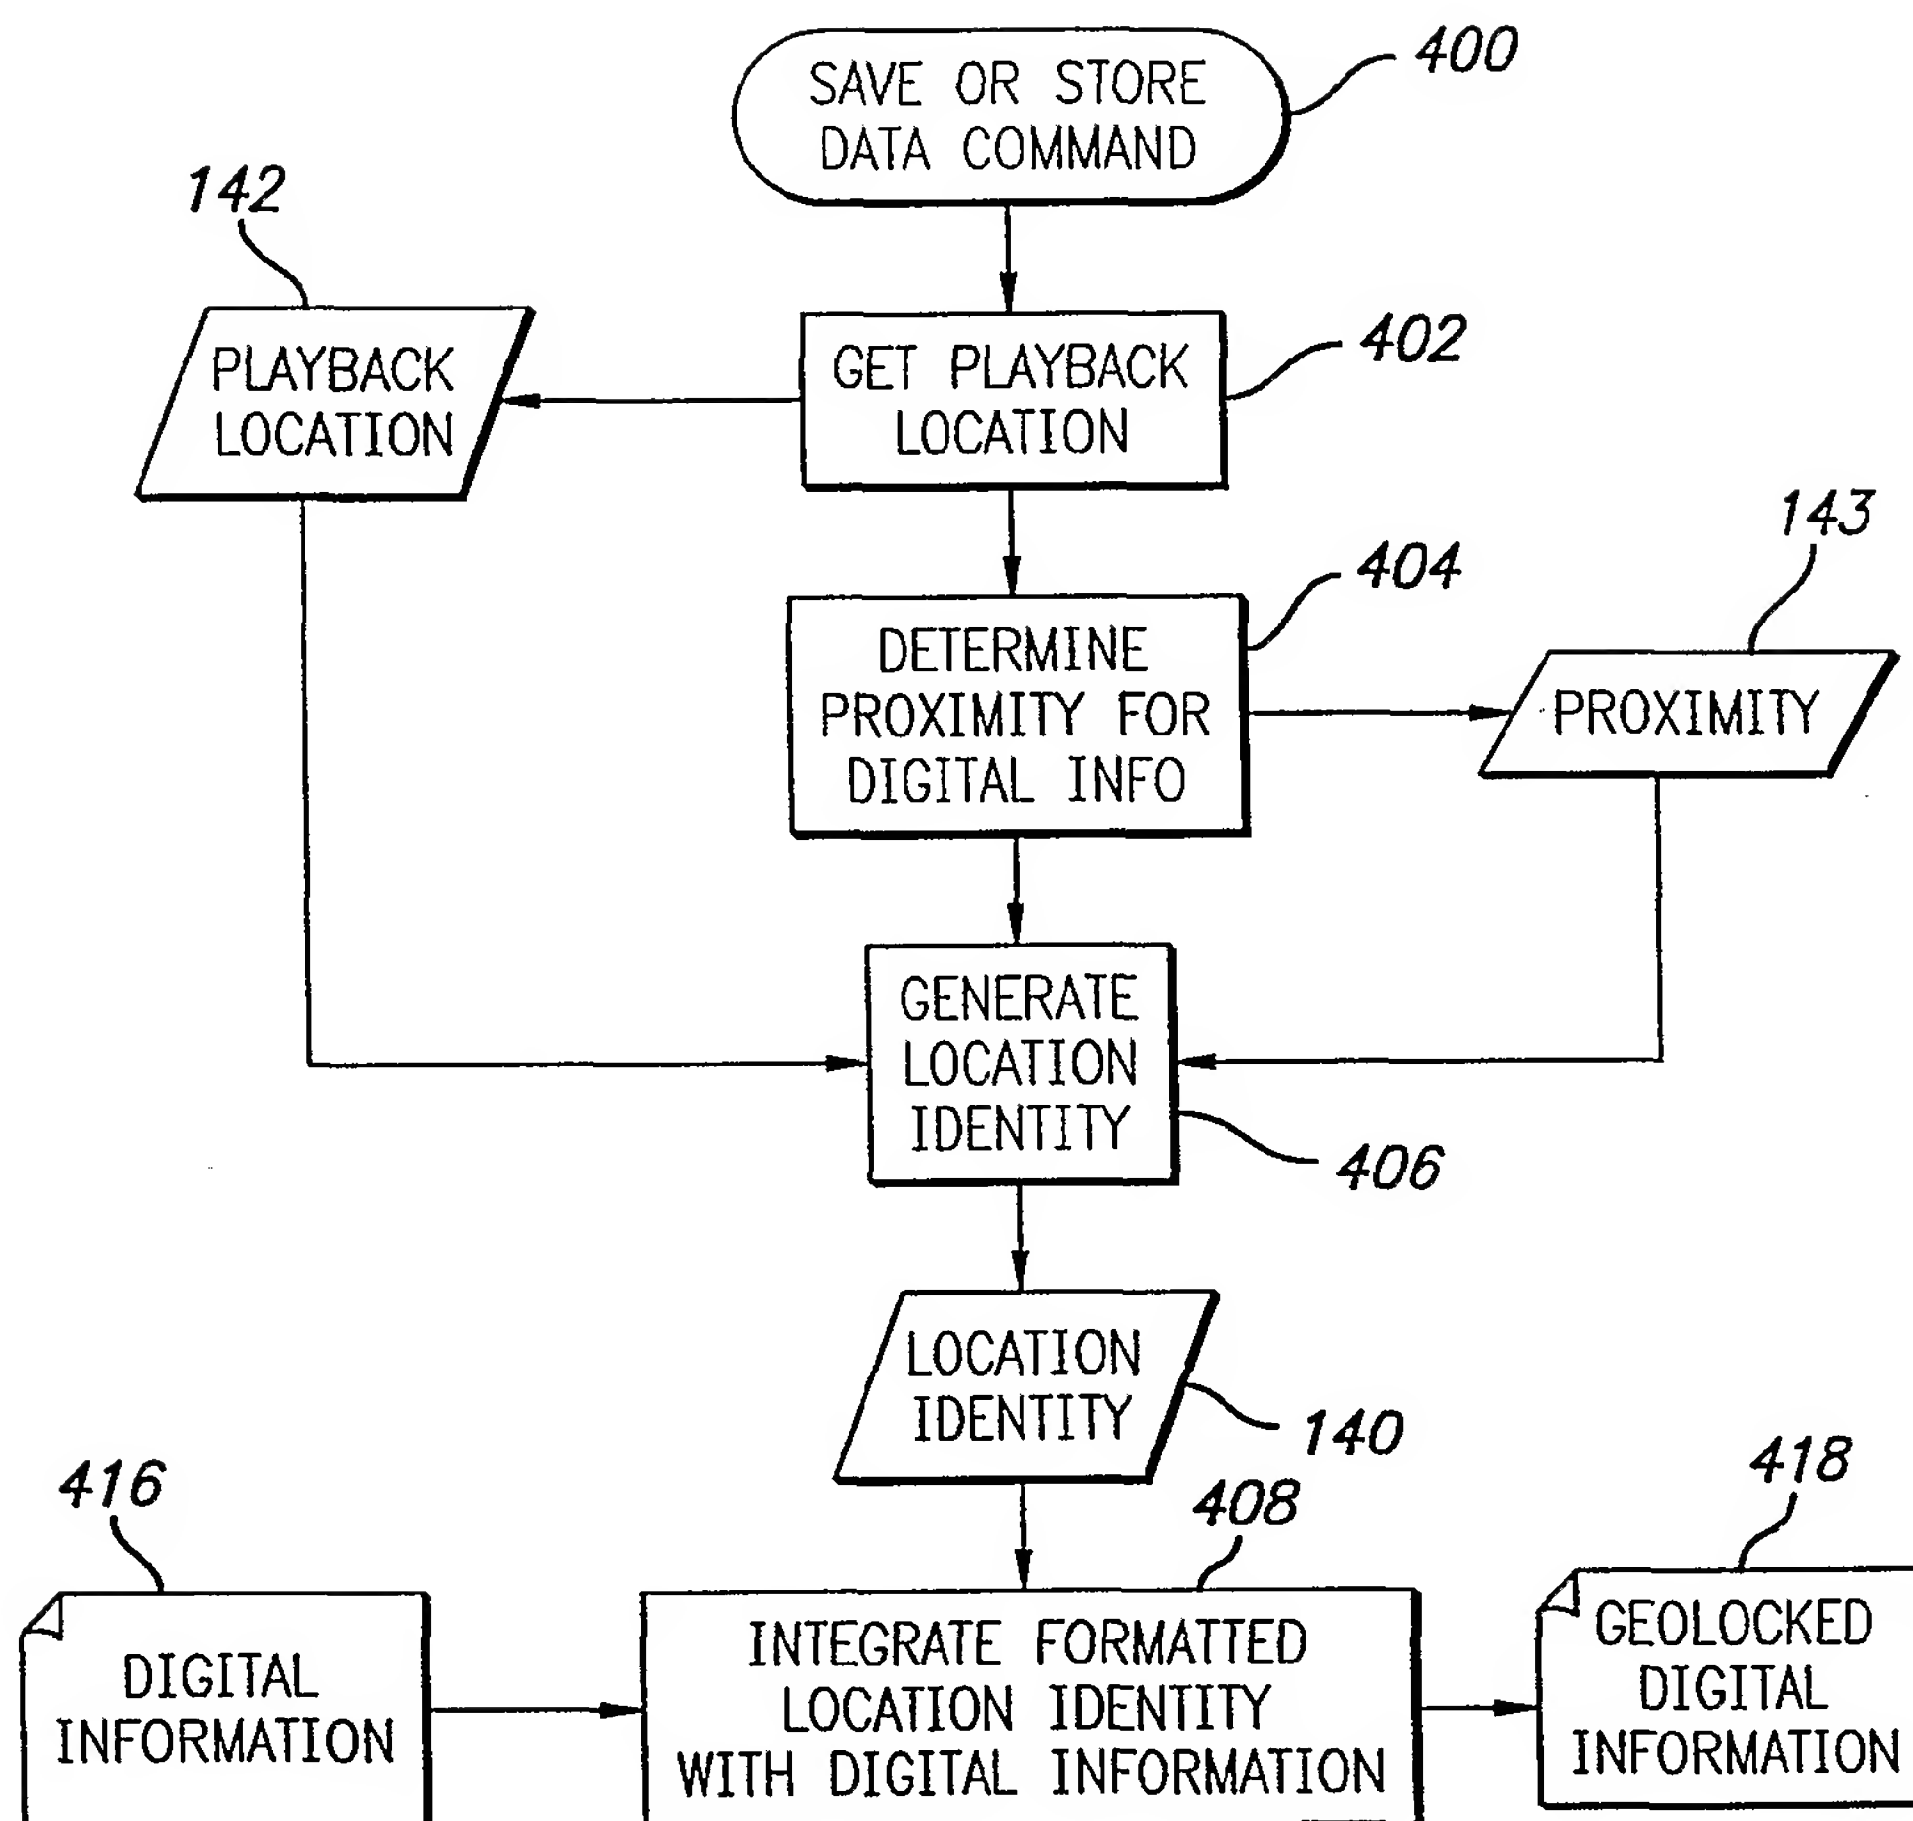 400
SAVE OR STORE
DATA COMMAND
142
402
PLAYBACK
LOCATION
GET PLAYBACK
LOCATION
143
404
DETERMINE
PROXIMITY FOR
DIGITAL INFO
PROXIMITY
GENERATE
LOCATION
IDENTITY
406
LOCATION
IDENTITY
140
416
408
418
DIGITAL
INFORMATION
INTEGRATE FORMATTED
LOCATION IDENTITY
WITH DIGITAL INFORMATION
GEOLOCKED
DIGITAL
INFORMATION